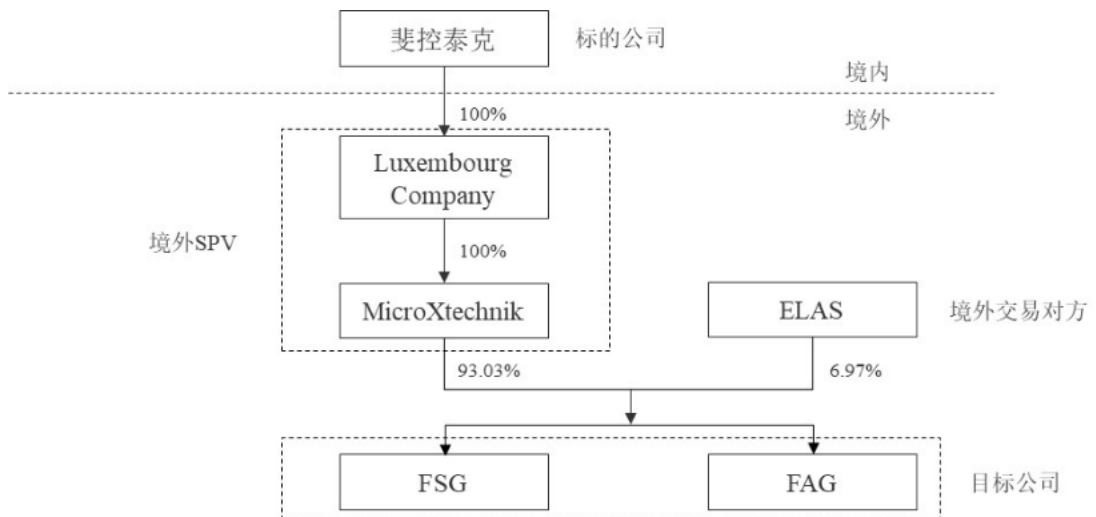 斐控泰克
标的公司
境内
100%
境外
Luxembourg
Company
境外SPV
100%
MicroXtechnik
ELAS
境外交易对方
93.03%
6.97%
FSG
FAG
目标公司